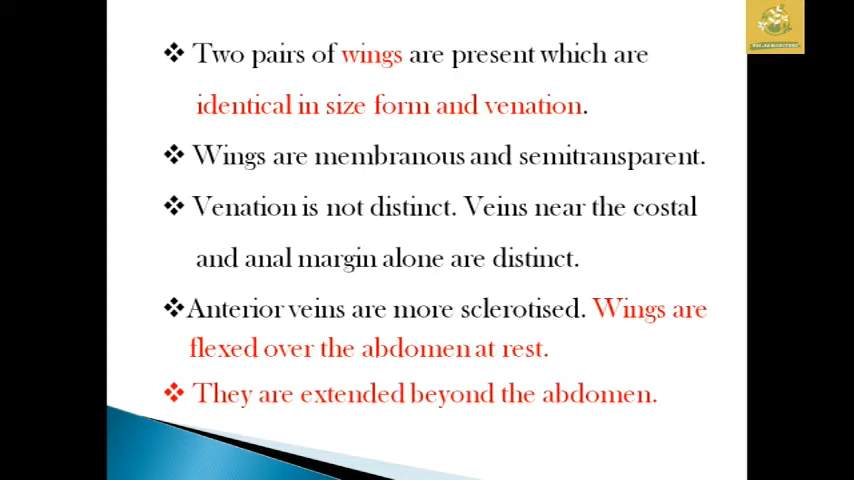 ❖ Two pairs of wings are present which are
identical in size form and venation.
❖ Wings are membranous and semitransparent.
❖ Venation is not distinct. Veins near the costal
and anal margin alone are distinct.
❖Anterior veins are more sclerotised. Wings are
flexed over the abdomen at rest.
❖ They are extended beyond the abdomen.